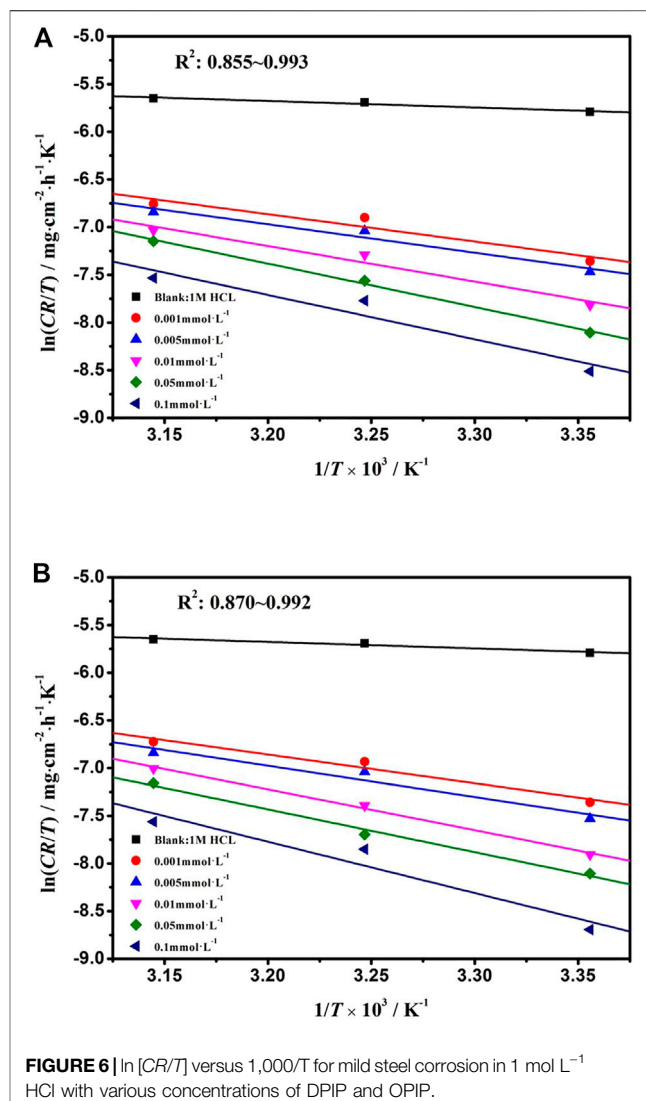 A
R²: 0.855~0.993
ln(CR/T) / mg·cm⁻²·h⁻¹·K⁻¹
-5.0
-5.5
-6.0
-6.5
-7.0
-7.5
-8.0
-8.5
-9.0
Blank:1M HCL
0.001mmol·L⁻¹
0.005mmol·L⁻¹
0.01mmol·L⁻¹
0.05mmol·L⁻¹
0.1mmol·L⁻¹
3.15 3.20 3.25 3.30 3.35
1/T × 10³ / K⁻¹
B
R²: 0.870~0.992
ln(CR/T) / mg·cm⁻²·h⁻¹·K⁻¹
-5.0
-5.5
-6.0
-6.5
-7.0
-7.5
-8.0
-8.5
-9.0
Blank:1M HCL
0.001mmol·L⁻¹
0.005mmol·L⁻¹
0.01mmol·L⁻¹
0.05mmol·L⁻¹
0.1mmol·L⁻¹
3.15 3.20 3.25 3.30 3.35
1/T × 10³ / K⁻¹
FIGURE 6 | ln [CR/T] versus 1,000/T for mild steel corrosion in 1 mol L⁻¹
HCl with various concentrations of DPIP and OPIP.